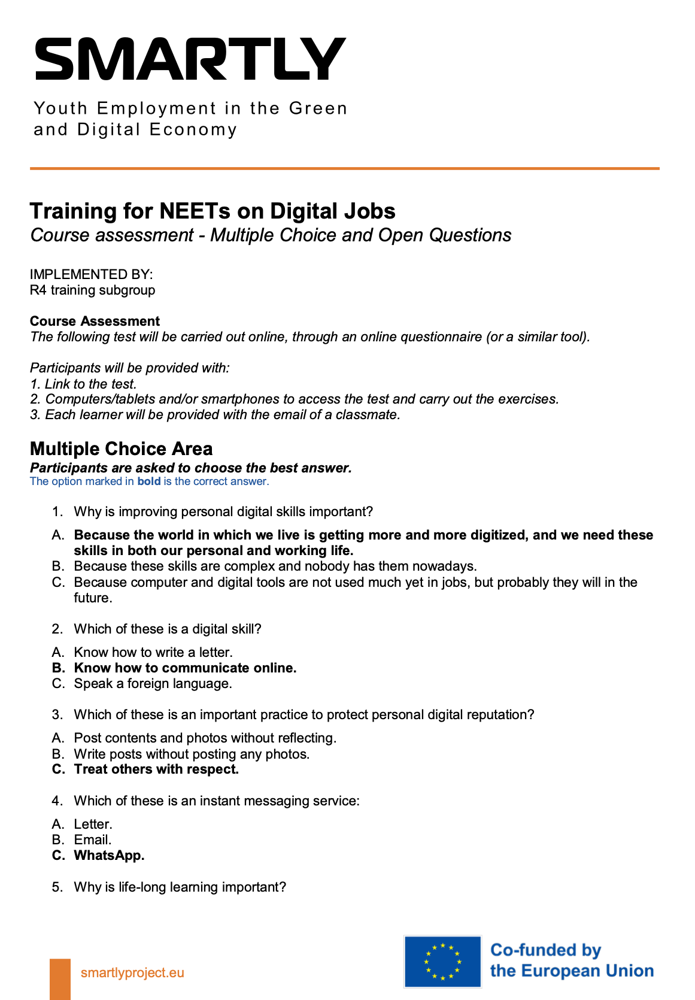 SMARTLY
Youth Employment in the Green
and Digital Economy
Training for NEETs on Digital Jobs
Course assessment - Multiple Choice and Open Questions
IMPLEMENTED BY:
R4 training subgroup
Course Assessment
The following test will be carried out online, through an online questionnaire (or a similar tool).
Participants will be provided with:
1. Link to the test.
2. Computers/tablets and/or smartphones to access the test and carry out the exercises.
3. Each learner will be provided with the email of a classmate.
Multiple Choice Area
Participants are asked to choose the best answer.
The option marked in bold is the correct answer.
1. Why is improving personal digital skills important?
A. Because the world in which we live is getting more and more digitized, and we need these
skills in both our personal and working life.
B. Because these skills are complex and nobody has them nowadays.
C. Because computer and digital tools are not used much yet in jobs, but probably they will in the
future.
2. Which of these is a digital skill?
A. Know how to write a letter.
B. Know how to communicate online.
C. Speak a foreign language.
3. Which of these is an important practice to protect personal digital reputation?
A. Post contents and photos without reflecting.
B. Write posts without posting any photos.
C. Treat others with respect.
4. Which of these is an instant messaging service:
A. Letter.
B. Email.
C. WhatsApp.
5. Why is life-long learning important?
smartlyproject.eu
Co-funded by
the European Union